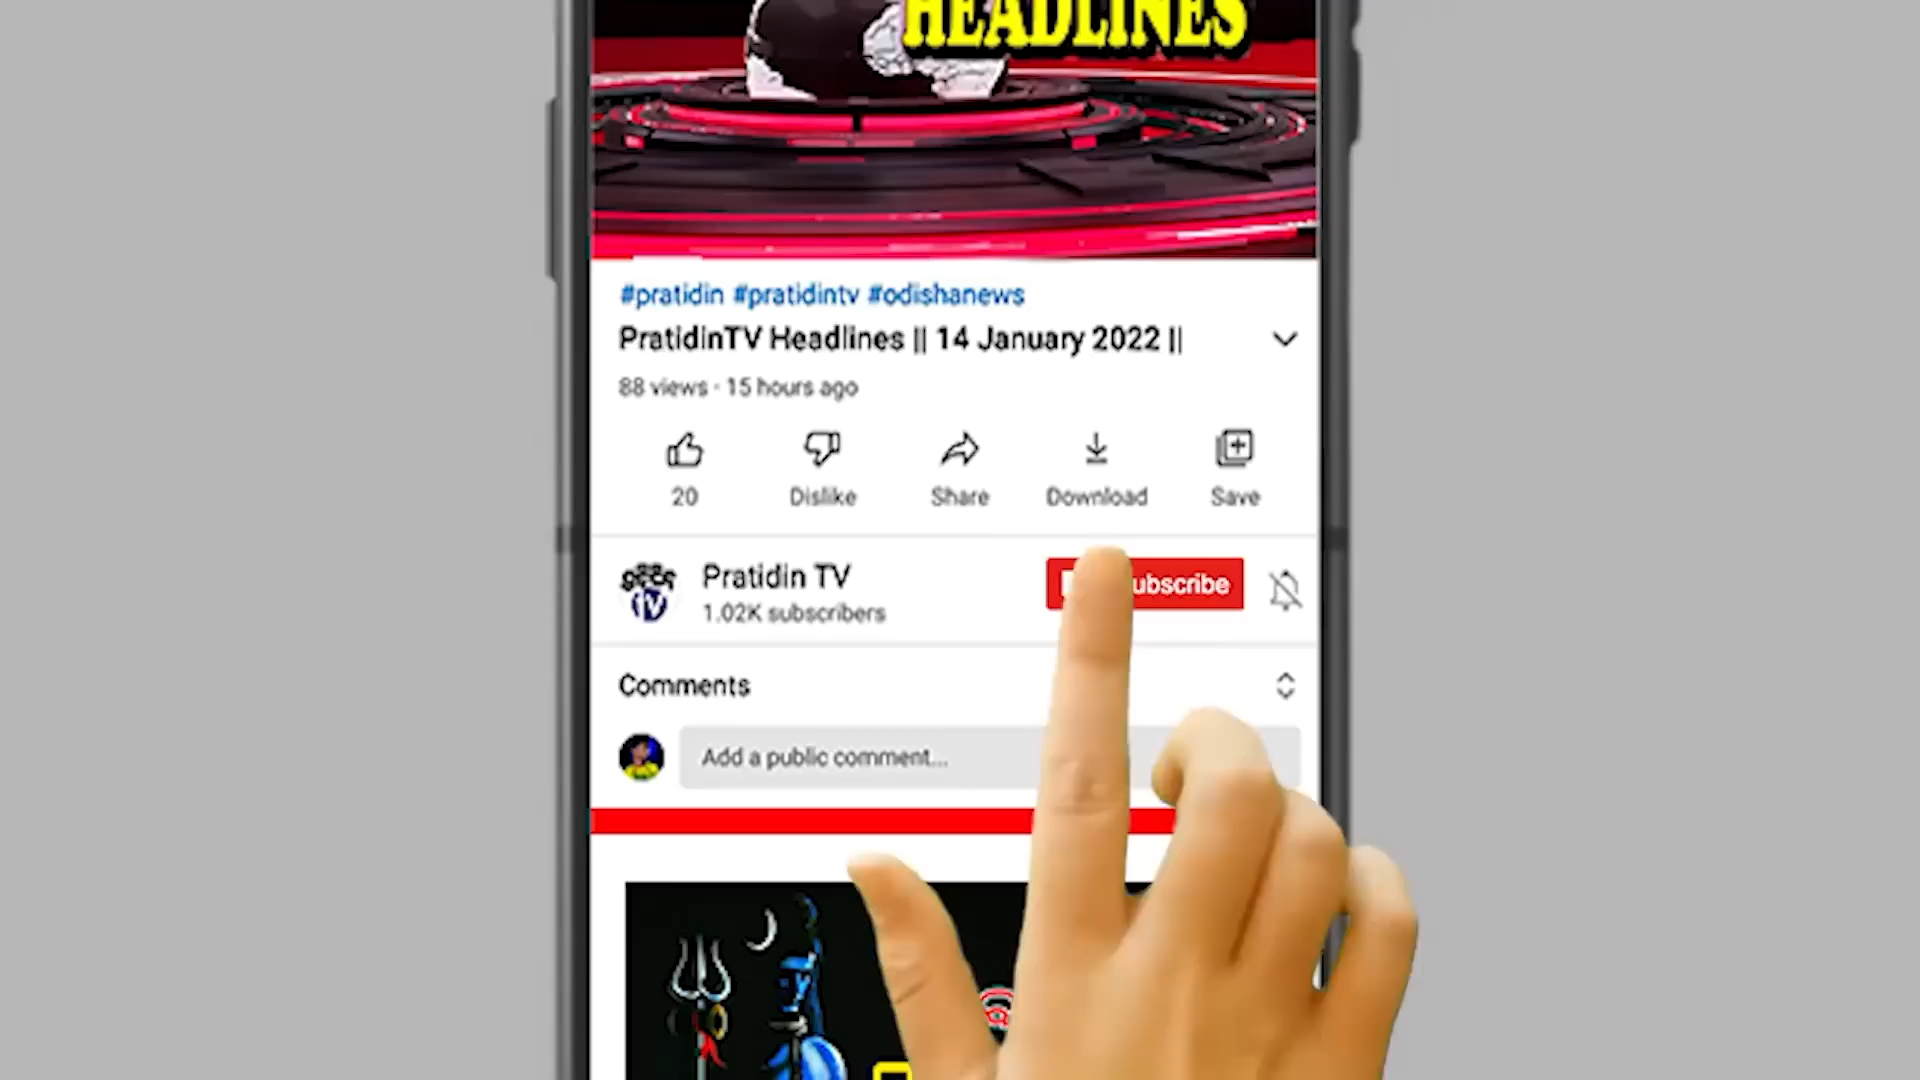 HEADLINES
#pratidin #pratidintv #odishanews
PratidinTV Headlines || 14 January 2022 ||
88 views · 15 hours ago
20
Dislike
Share
Download
Save
Pratidin TV
ubscribe
1.02K subscribers
TV
Comments
Add a public comment...